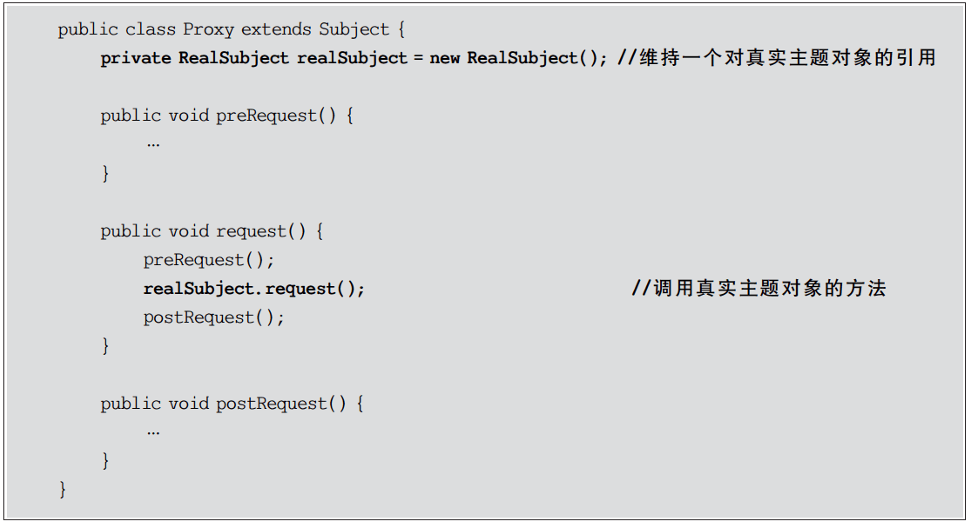 public class Proxy extends Subject {
private RealSubject realSubject = new RealSubject(); //维持一个对真实主题对象的引用
public void preRequest() {
…
}
public void request() {
preRequest();
realSubject.request(); //调用真实主题对象的方法
postRequest();
}
public void postRequest() {
…
}
}